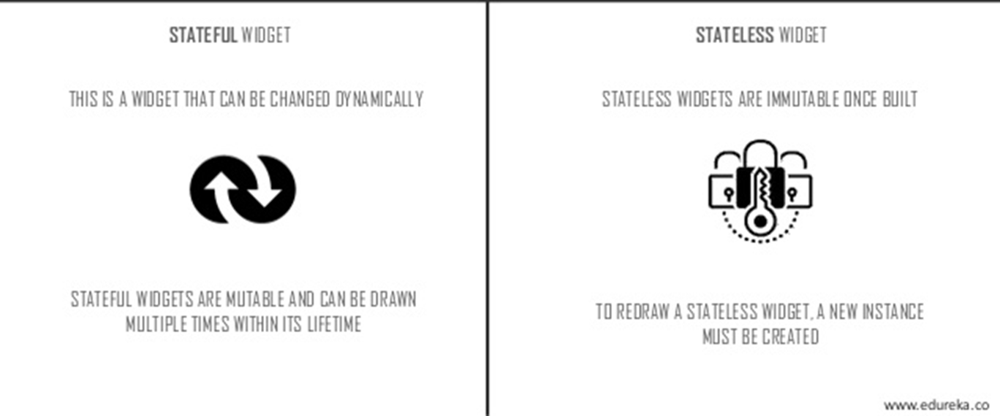 STATEFUL WIDGET
THIS IS A WIDGET THAT CAN BE CHANGED DYNAMICALLY
STATEFUL WIDGETS ARE MUTABLE AND CAN BE DRAWN
MULTIPLE TIMES WITHIN ITS LIFETIME
STATELESS WIDGET
STATELESS WIDGETS ARE IMMUTABLE ONCE BUILT
TO REDRAW A STATELESS WIDGET, A NEW INSTANCE
MUST BE CREATED
www.edureka.co